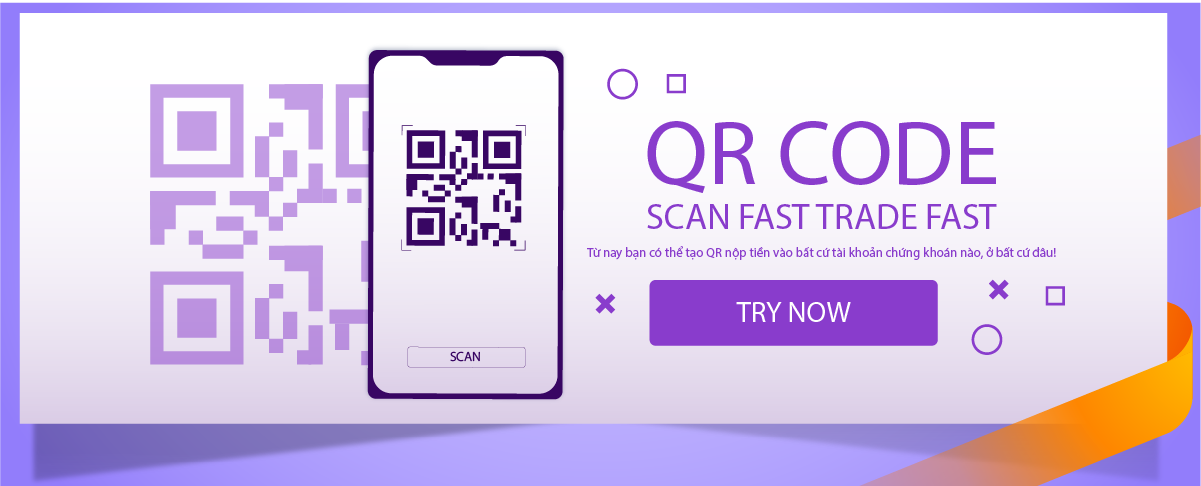 QR CODE
SCAN FAST TRADE FAST
Từ nay bạn có thể tạo QR nộp tiền vào bất cứ tài khoản chứng khoán nào, ở bất cứ đâu!
TRY NOW
SCAN